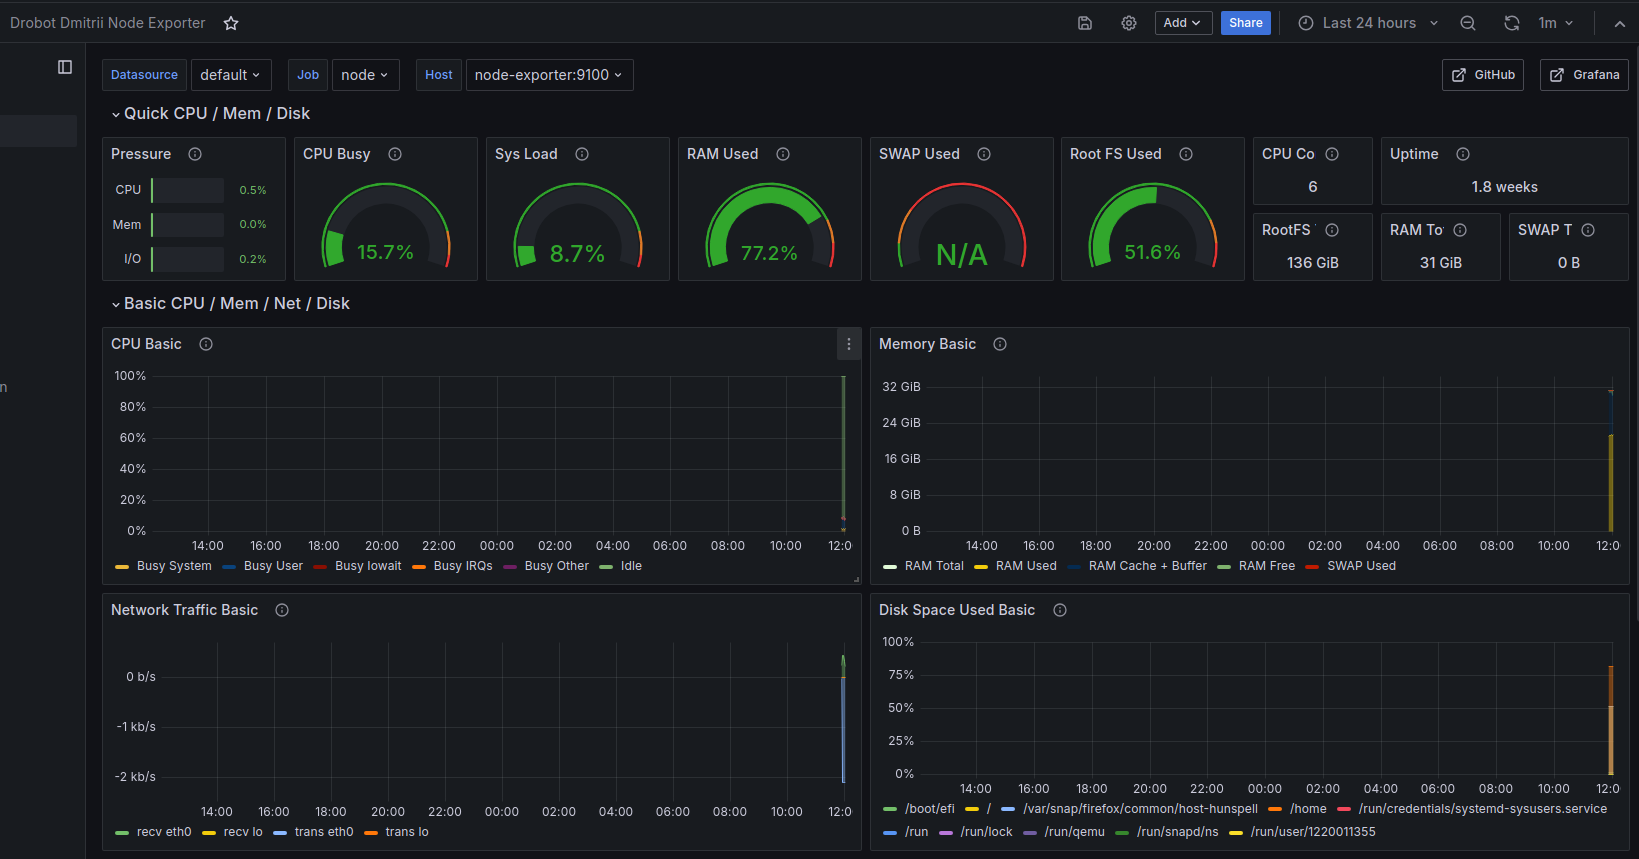 Drobot Dmitrii Node Exporter
Add
Share
Last 24 hours
1m
Datasource default Job node Host node-exporter:9100
GitHub
Grafana
Quick CPU / Mem / Disk
Pressure
CPU 0.5%
Mem 0.0%
I/O 0.2%
CPU Busy
15.7%
Sys Load
8.7%
RAM Used
77.2%
SWAP Used
N/A
Root FS Used
51.6%
CPU Co
6
Uptime
1.8 weeks
RootFS
136 GiB
RAM To
31 GiB
SWAP T
0 B
Basic CPU / Mem / Net / Disk
CPU Basic
100%
80%
60%
40%
20%
0%
14:00 16:00 18:00 20:00 22:00 00:00 02:00 04:00 06:00 08:00 10:00 12:0
Busy System Busy User Busy Iowait Busy IRQs Busy Other Idle
Memory Basic
32 GiB
24 GiB
16 GiB
8 GiB
0 B
14:00 16:00 18:00 20:00 22:00 00:00 02:00 04:00 06:00 08:00 10:00 12:0
RAM Total RAM Used RAM Cache + Buffer RAM Free SWAP Used
n
Network Traffic Basic
0 b/s
-1 kb/s
-2 kb/s
14:00 16:00 18:00 20:00 22:00 00:00 02:00 04:00 06:00 08:00 10:00 12:0
recv eth0 recv lo trans eth0 trans lo
Disk Space Used Basic
100%
75%
50%
25%
0%
14:00 16:00 18:00 20:00 22:00 00:00 02:00 04:00 06:00 08:00 10:00 12:0
/boot/efi / /var/snap/firefox/common/host-hunspell /home /run/credentials/systemd-sysusers.service
/run /run/lock /run/qemu /run/snapd/ns /run/user/1220011355